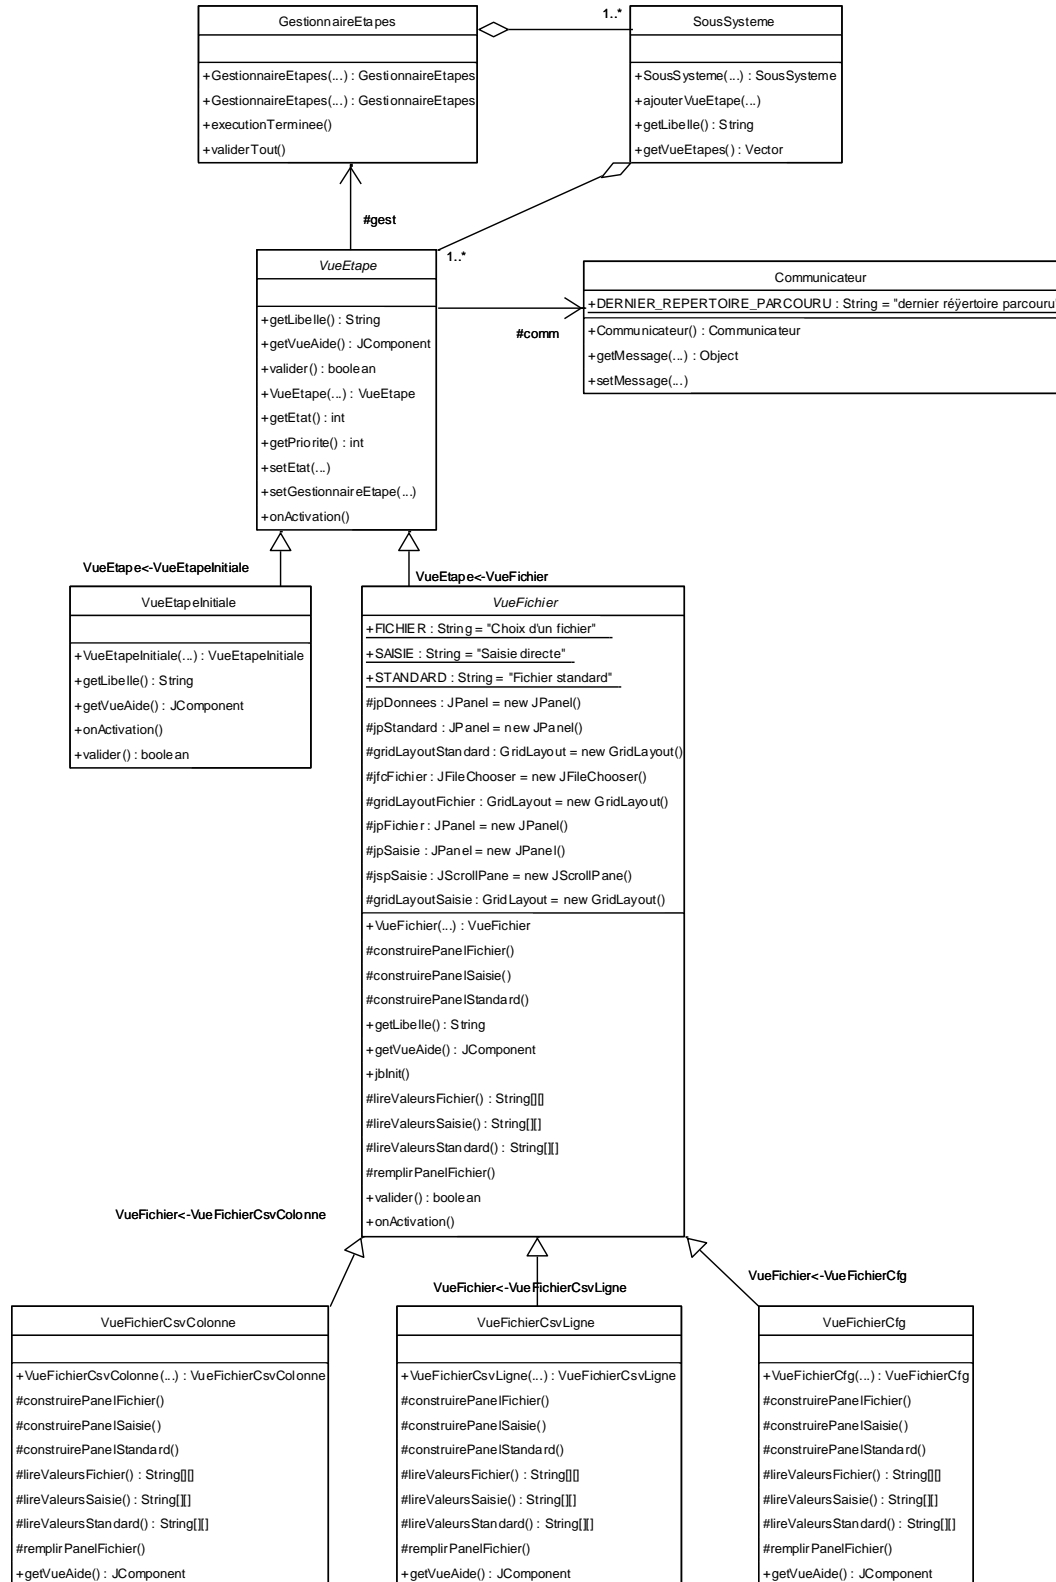 GestionnaireEtapes
+GestionnaireEtapes(...) : GestionnaireEtapes
+GestionnaireEtapes(...) : GestionnaireEtapes
+executionTerminee()
+validerTout()
1..*
SousSysteme
+SousSysteme(...) : SousSysteme
+ajouterVueEtape(...)
+getLibelle() : String
+getVueEtapes() : Vector
#gest
1..*
VueEtape
+getLibelle() : String
+getVueAide() : JComponent
+valider() : boolean
+VueEtape(...) : VueEtape
+getEtat() : int
+getPriorite() : int
+setEtat(...)
+setGestionnaireEtape(...)
+onActivation()
#comm
Communicateur
+DERNIER_REPERTOIRE_PARCOURU : String = "dernier réÿertoire parcouru"
+Communicateur() : Communicateur
+getMessage(...) : Object
+setMessage(...)
VueEtape<-VueEtapeInitiale
VueEtape<-VueFichier
VueEtapeInitiale
+VueEtapeInitiale(...) : VueEtapeInitiale
+getLibelle() : String
+getVueAide() : JComponent
+onActivation()
+valider() : boolean
VueFichier
+FICHIER : String = "Choix d'un fichier"
+SAISIE : String = "Saisie directe"
+STANDARD : String = "Fichier standard"
#jpDonnees : JPanel = new JPanel()
#jpStandard : JPanel = new JPanel()
#gridLayoutStandard : GridLayout = new GridLayout()
#jfcFichier : JFileChooser = new JFileChooser()
#gridLayoutFichier : GridLayout = new GridLayout()
#jpFichier : JPanel = new JPanel()
#jpSaisie : JPanel = new JPanel()
#jspSaisie : JScrollPane = new JScrollPane()
#gridLayoutSaisie : GridLayout = new GridLayout()
+VueFichier(...) : VueFichier
#construirePanelFichier()
#construirePanelSaisie()
#construirePanelStandard()
+getLibelle() : String
+getVueAide() : JComponent
+jbInit()
#lireValeursFichier() : String[][]
#lireValeursSaisie() : String[][]
#lireValeursStandard() : String[][]
#remplirPanelFichier()
+valider() : boolean
+onActivation()
VueFichier<-VueFichierCsvColonne
VueFichier<-VueFichierCsvLigne
VueFichier<-VueFichierCfg
VueFichierCsvColonne
+VueFichierCsvColonne(...) : VueFichierCsvColonne
#construirePanelFichier()
#construirePanelSaisie()
#construirePanelStandard()
#lireValeursFichier() : String[][]
#lireValeursSaisie() : String[][]
#lireValeursStandard() : String[][]
#remplirPanelFichier()
+getVueAide() : JComponent
VueFichierCsvLigne
+VueFichierCsvLigne(...) : VueFichierCsvLigne
#construirePanelFichier()
#construirePanelSaisie()
#construirePanelStandard()
#lireValeursFichier() : String[][]
#lireValeursSaisie() : String[][]
#lireValeursStandard() : String[][]
#remplirPanelFichier()
+getVueAide() : JComponent
VueFichierCfg
+VueFichierCfg(...) : VueFichierCfg
#construirePanelFichier()
#construirePanelSaisie()
#construirePanelStandard()
#lireValeursFichier() : String[][]
#lireValeursSaisie() : String[][]
#lireValeursStandard() : String[][]
#remplirPanelFichier()
+getVueAide() : JComponent